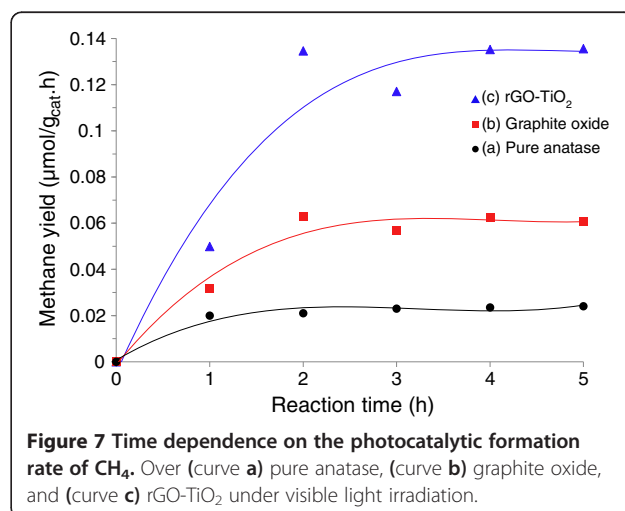 0.14
0.12
0.1
0.08
0.06
0.04
0.02
0
Methane yield (μmol/g_cat.h)
(c) rGO-TiO₂
(b) Graphite oxide
(a) Pure anatase
0 1 2 3 4 5
Reaction time (h)
Figure 7 Time dependence on the photocatalytic formation
rate of CH₄. Over (curve a) pure anatase, (curve b) graphite oxide,
and (curve c) rGO-TiO₂ under visible light irradiation.